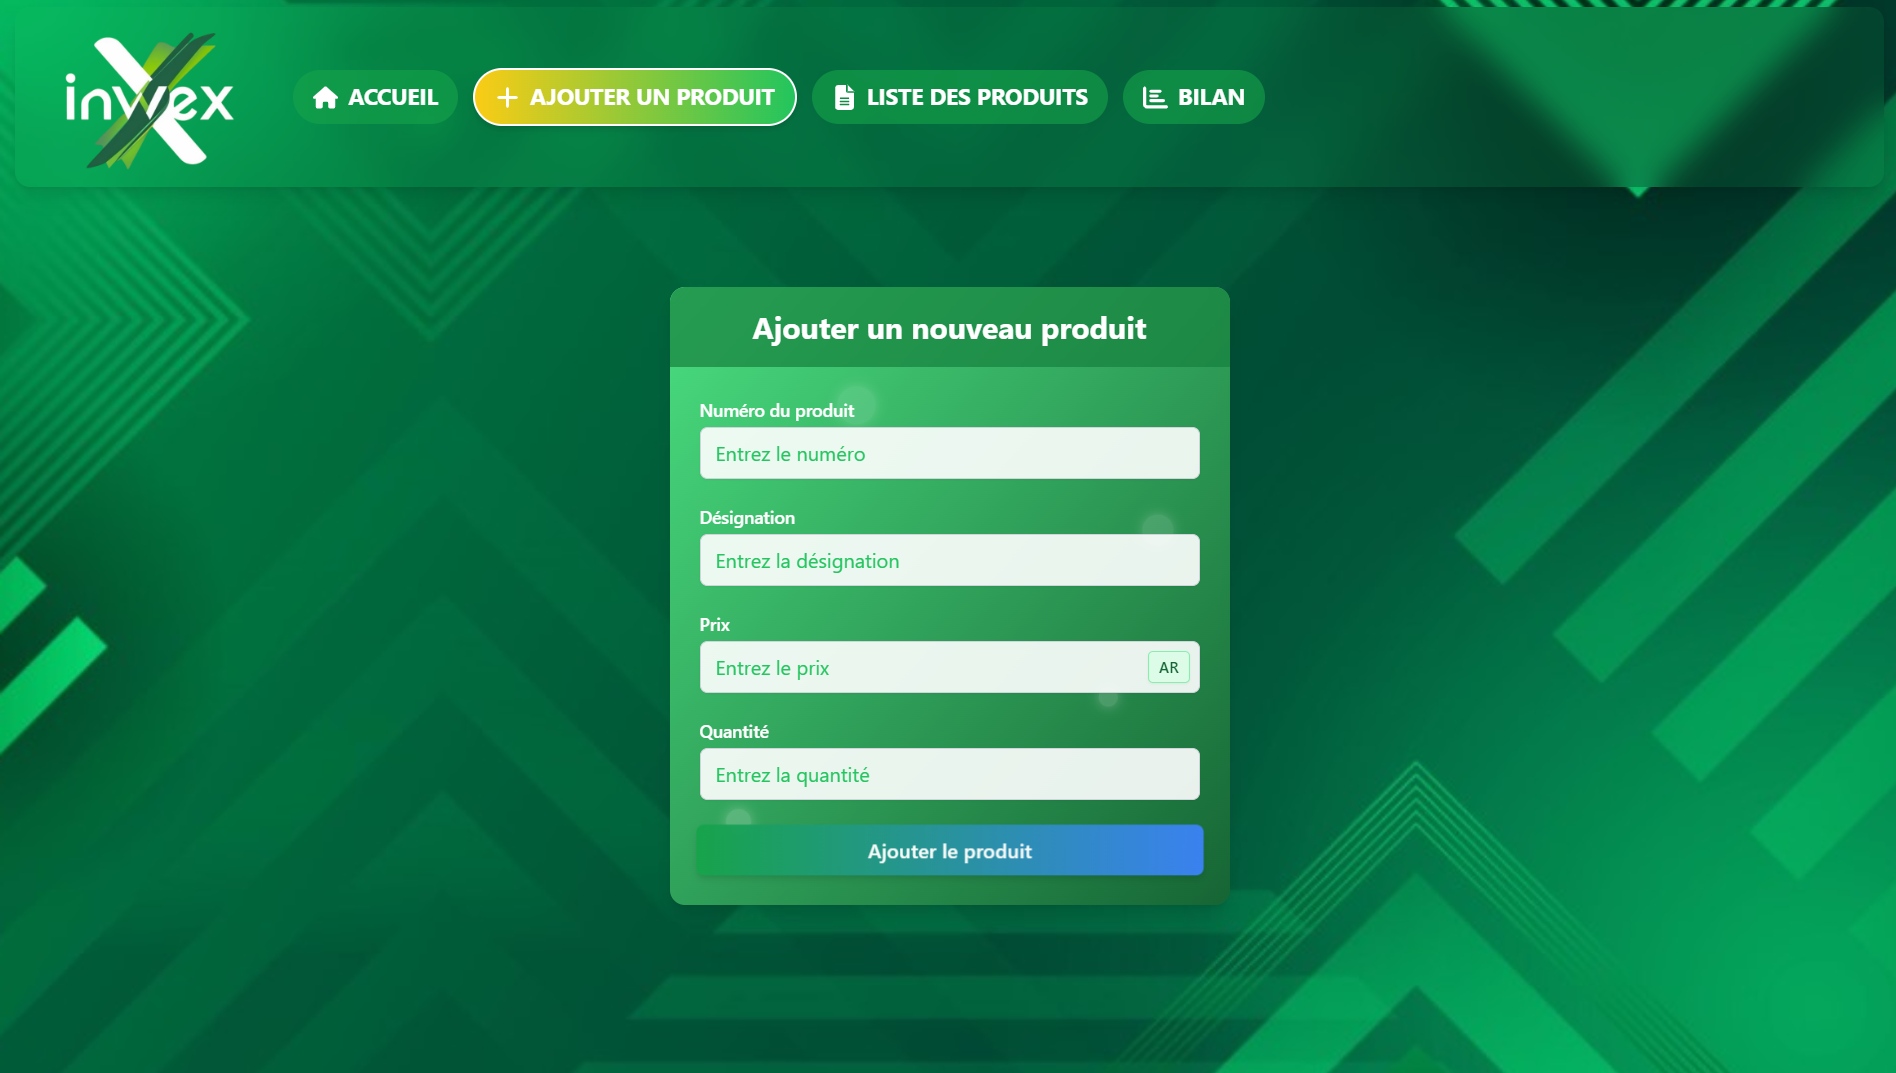 invex
ACCUEIL
AJOUTER UN PRODUIT
LISTE DES PRODUITS
BILAN
Ajouter un nouveau produit
Numéro du produit
Entrez le numéro
Désignation
Entrez la désignation
Prix
Entrez le prix
AR
Quantité
Entrez la quantité
Ajouter le produit